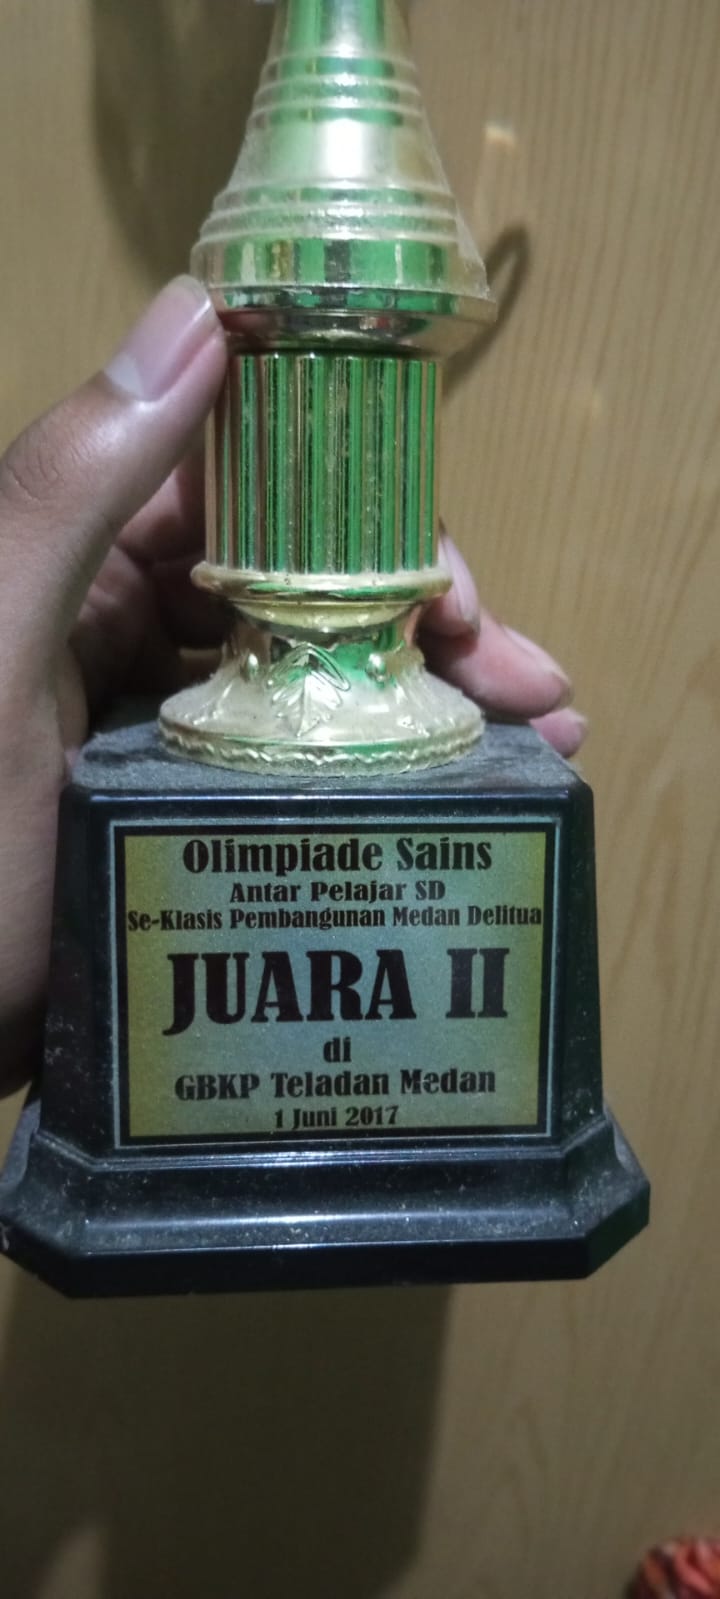 Olimpiade Sains
Antar Pelajar SD
Se-Klasis Pembangunan Medan Delitua
JUARA II
di
GBKP Teladan Medan
1 Juni 2017